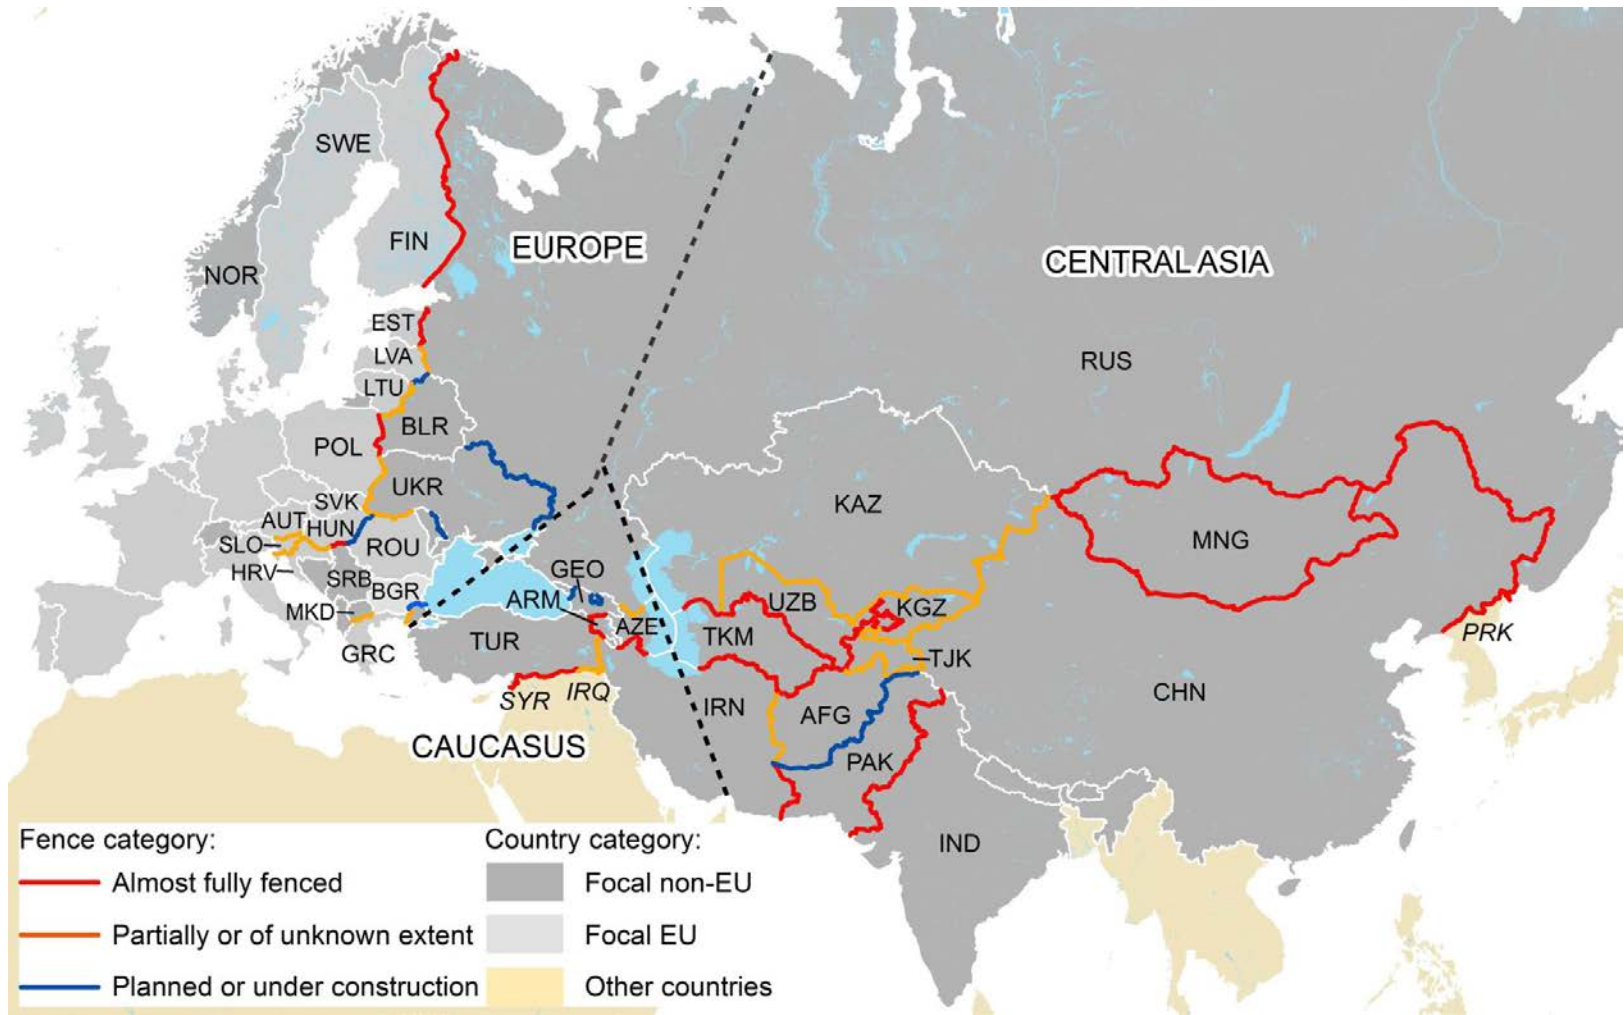 SWE
FIN
NOR
EUROPE
CENTRAL ASIA
EST
LVA
LTU
RUS
BLR
POL
UKR
SVK
KAZ
AUT
HUN
SLO
ROU
MNG
HRV
SRB
GEO
BGR
ARM
UZB
KGZ
MKD
AZE
TKM
PRK
TUR
GRC
TJK
SYR
IRQ
IRN
AFG
CHN
CAUCASUS
PAK
IND
Fence category:
Almost fully fenced
Partially or of unknown extent
Planned or under construction
Country category:
Focal non-EU
Focal EU
Other countries